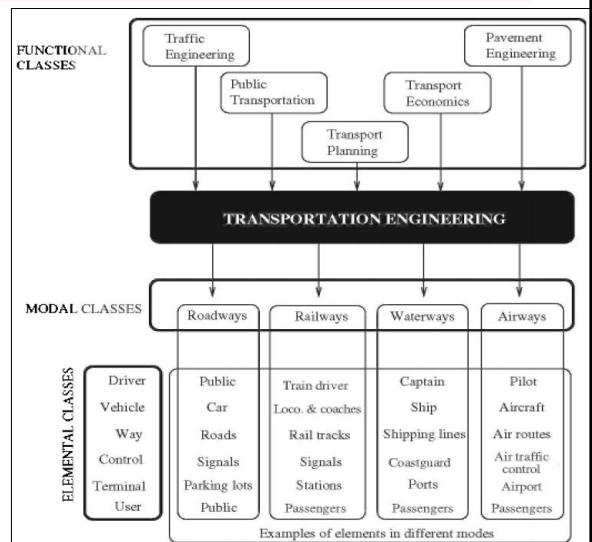 FUNCTIONAL
CLASSES
Traffic
Engineering
Pavement
Engineering
Public
Transportation
Transport
Economics
Transport
Planning
TRANSPORTATION ENGINEERING
MODAL CLASSES
Roadways
Railways
Waterways
Airways
ELEMENTAL CLASSES
Driver
Public
Train driver
Captain
Pilot
Vehicle
Car
Loco. & coaches
Ship
Aircraft
Way
Roads
Rail tracks
Shipping lines
Air routes
Control
Signals
Signals
Coastguard
Air traffic
control
Terminal
Parking lots
Stations
Ports
Airport
User
Public
Passengers
Passengers
Passengers
Examples of elements in different modes